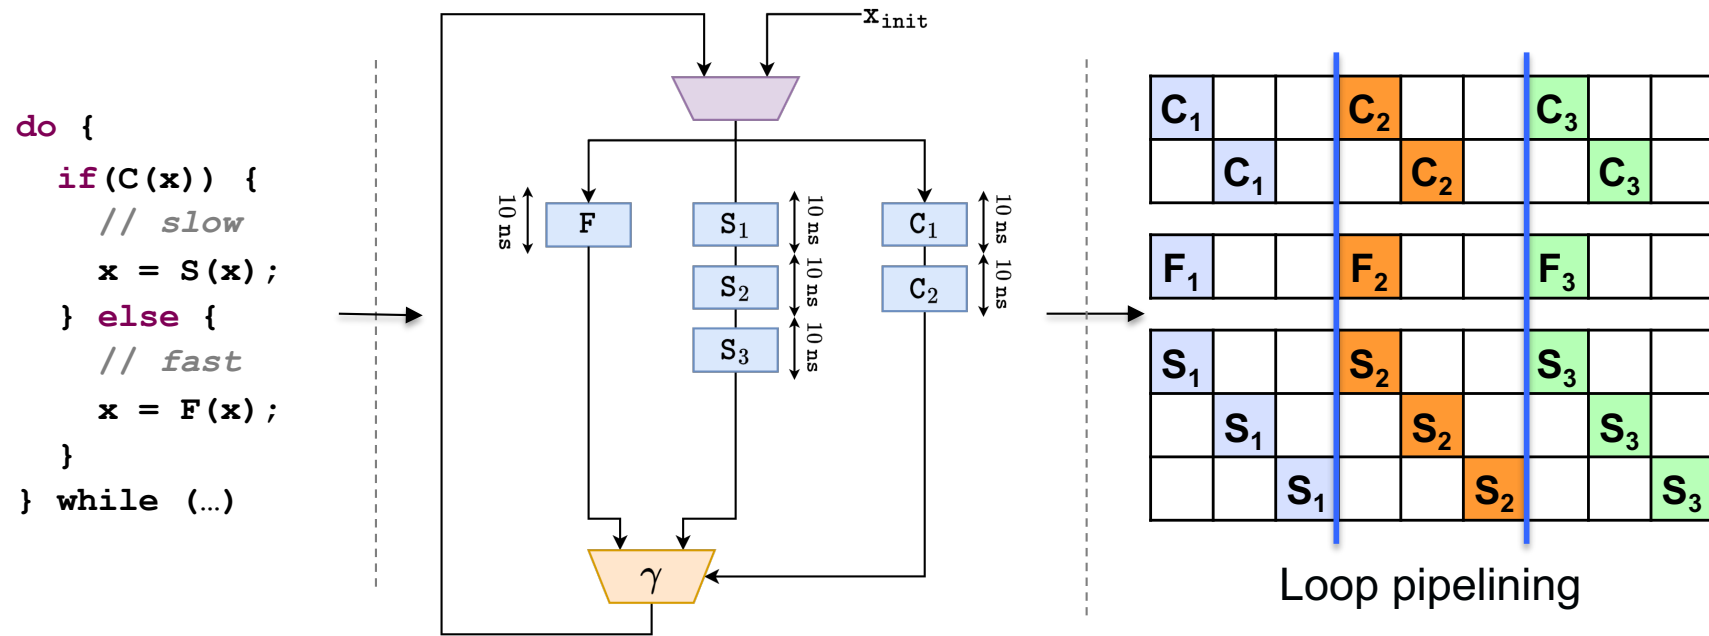 do {
if(C(x)) {
// slow
x = S(x);
} else {
// fast
x = F(x);
}
} while (…)
x_init
10 ns
F
S₁
10 ns
C₁
10 ns
S₂
10 ns
C₂
10 ns
S₃
10 ns
γ
C₁ C₂ C₃
C₁ C₂ C₃
F₁ F₂ F₃
S₁ S₂ S₃
S₁ S₂ S₃
S₁ S₂ S₃
Loop pipelining